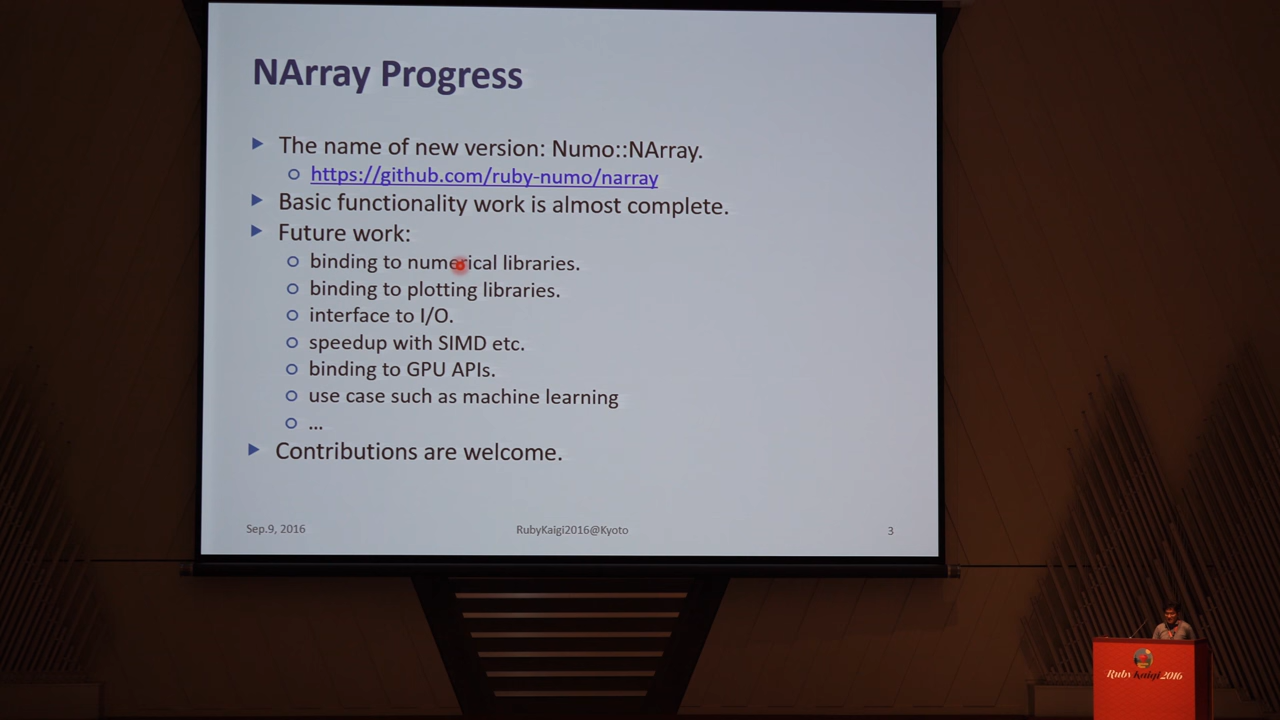 NArray Progress
The name of new version: Numo::NArray.
https://github.com/ruby-numo/narray
Basic functionality work is almost complete.
Future work:
binding to numerical libraries.
binding to plotting libraries.
interface to I/O.
speedup with SIMD etc.
binding to GPU APIs.
use case such as machine learning
...
Contributions are welcome.
Sep.9, 2016
RubyKaigi2016@Kyoto
3
RubyKaigi2016